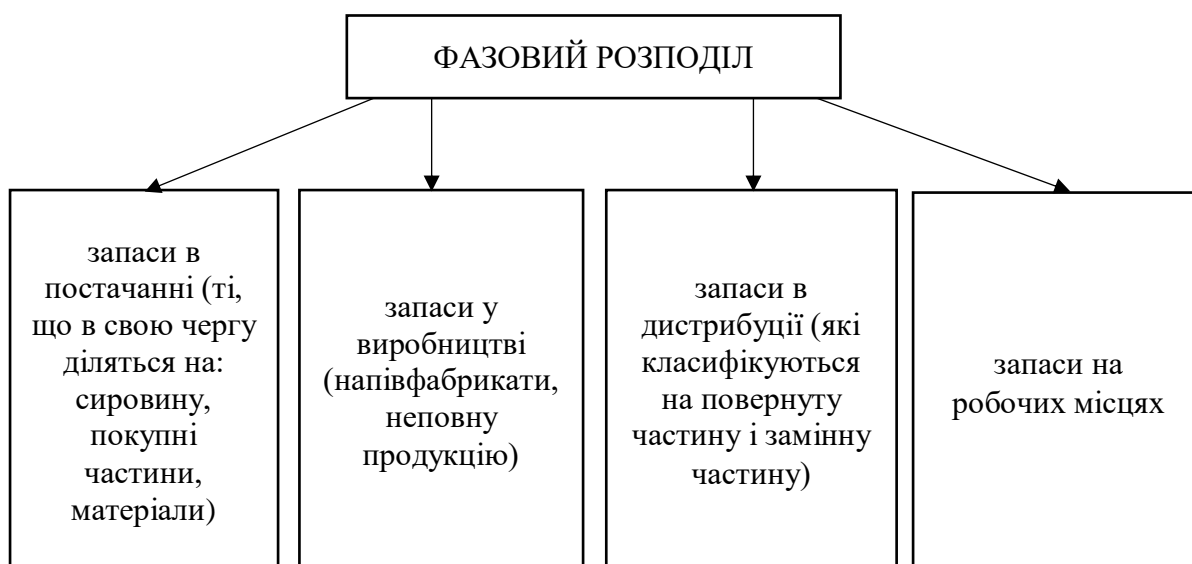 ФАЗОВИЙ РОЗПОДІЛ
запаси в
постачанні (ті,
що в свою чергу
діляться на:
сировину,
покупні
частини,
матеріали)
запаси у
виробництві
(напівфабрикати,
неповну
продукцію)
запаси в
дистрибуції (які
класифікуються
на повернуту
частину і замінну
частину)
запаси на
робочих місцях